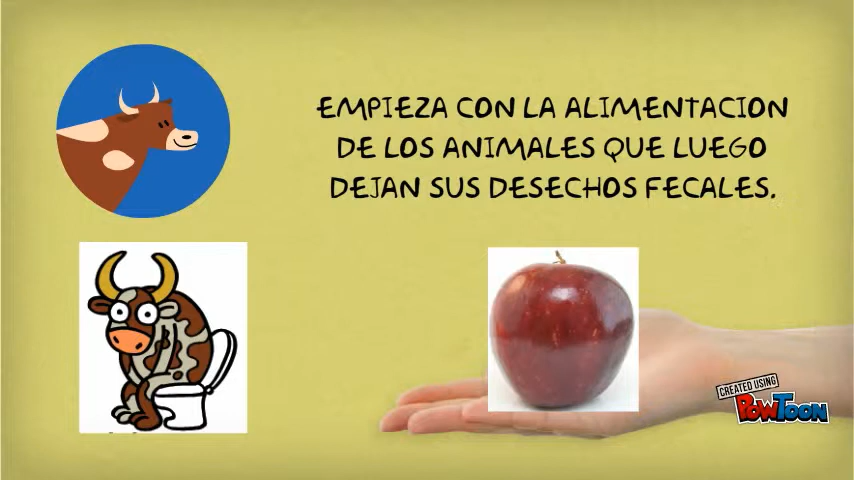 EMPIEZA CON LA ALIMENTACION
DE LOS ANIMALES QUE LUEGO
DEJAN SUS DESECHOS FECALES.
CREATED USING
POWTOON